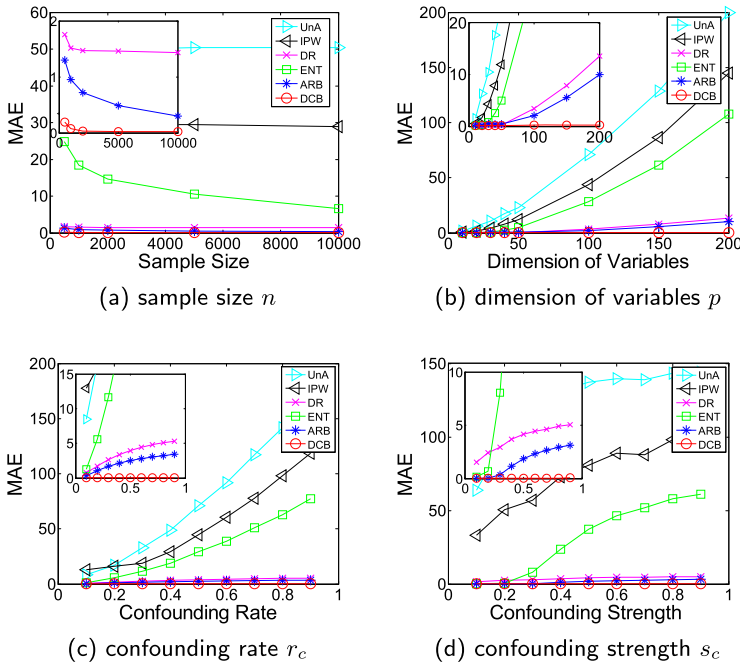 60
50
40
30
20
10
0
MAE
2
1
0
0 5000 10000
UnA
IPW
DR
ENT
ARB
DCB
0 2000 4000 6000 8000 10000
Sample Size
(a) sample size n
200
150
100
50
0
MAE
20
10
0
0 100 200
UnA
IPW
DR
ENT
ARB
DCB
0 50 100 150 200
Dimension of Variables
(b) dimension of variables p
200
150
100
50
0
MAE
15
10
5
0
0 0.5 1
UnA
IPW
DR
ENT
ARB
DCB
0 0.2 0.4 0.6 0.8 1
Confounding Rate
(c) confounding rate r_c
150
100
50
0
MAE
10
5
0
0 0.5 1
UnA
IPW
DR
ENT
ARB
DCB
0 0.2 0.4 0.6 0.8 1
Confounding Strength
(d) confounding strength s_c